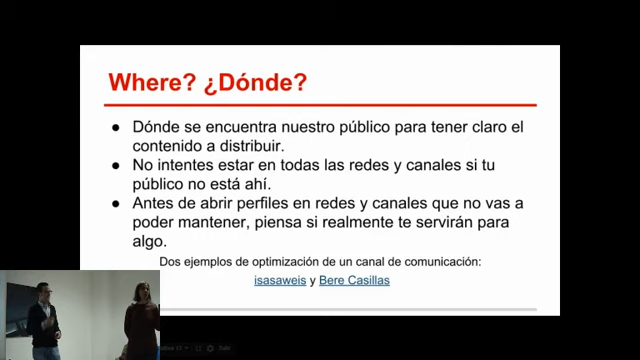 Where? ¿Dónde?
● Dónde se encuentra nuestro público para tener claro el
contenido a distribuir.
● No intentes estar en todas las redes y canales si tu
público no está ahí.
● Antes de abrir perfiles en redes y canales que no vas a
poder mantener, piensa si realmente te servirán para
algo.
Dos ejemplos de optimización de un canal de comunicación:
isasaweis y Bere Casillas